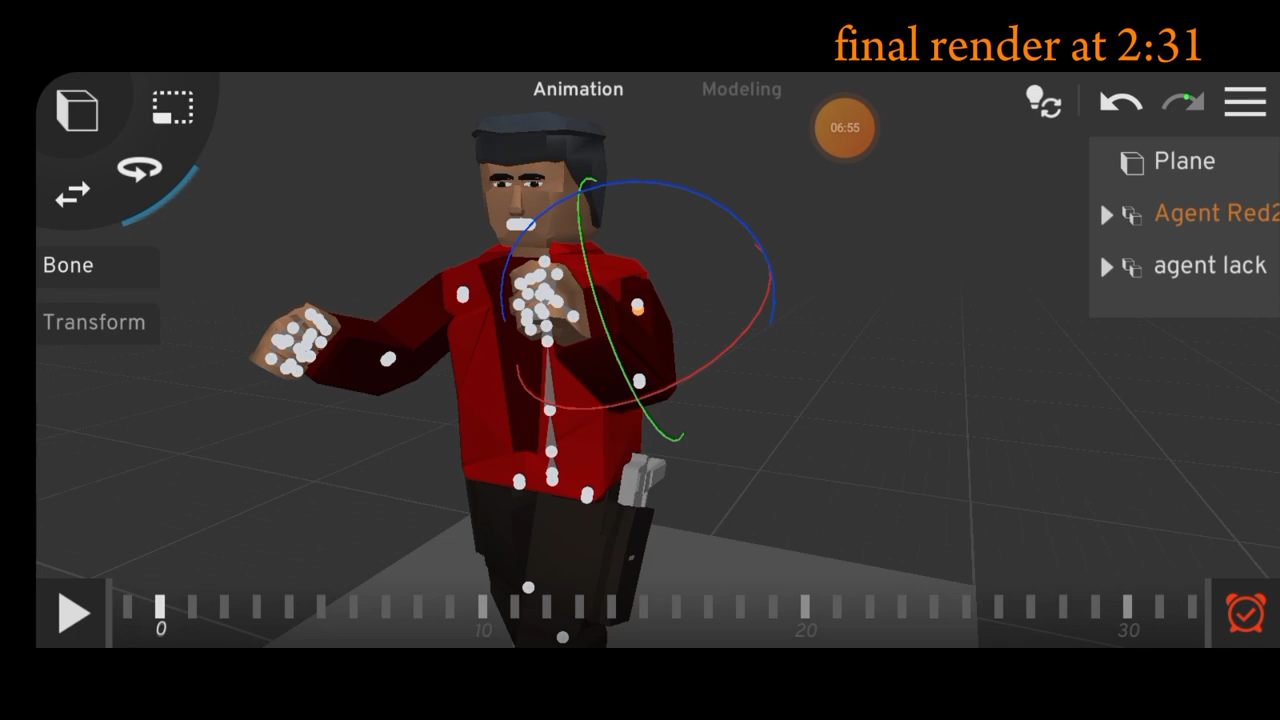 final render at 2:31
Animation Modeling
06:55
Plane
Agent Red2
agent lack
Bone
Transform
0 10 20 30